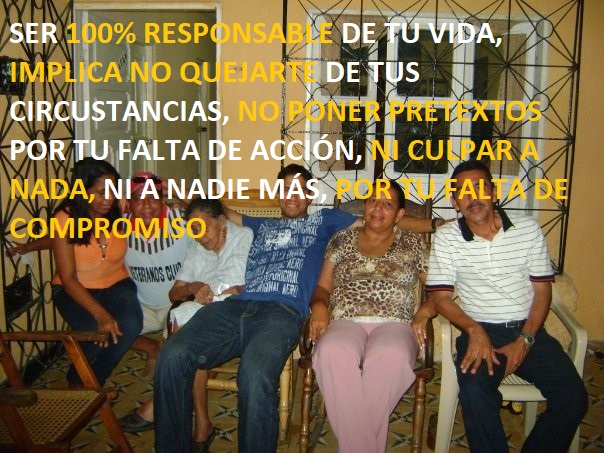 SER 100% RESPONSABLE DE TU VIDA,
IMPLICA NO QUEJARTE DE TUS
CIRCUSTANCIAS, NO PONER PRETEXTOS
POR TU FALTA DE ACCIÓN, NI CULPAR A
NADA, NI A NADIE MÁS, POR TU FALTA DE
COMPROMISO